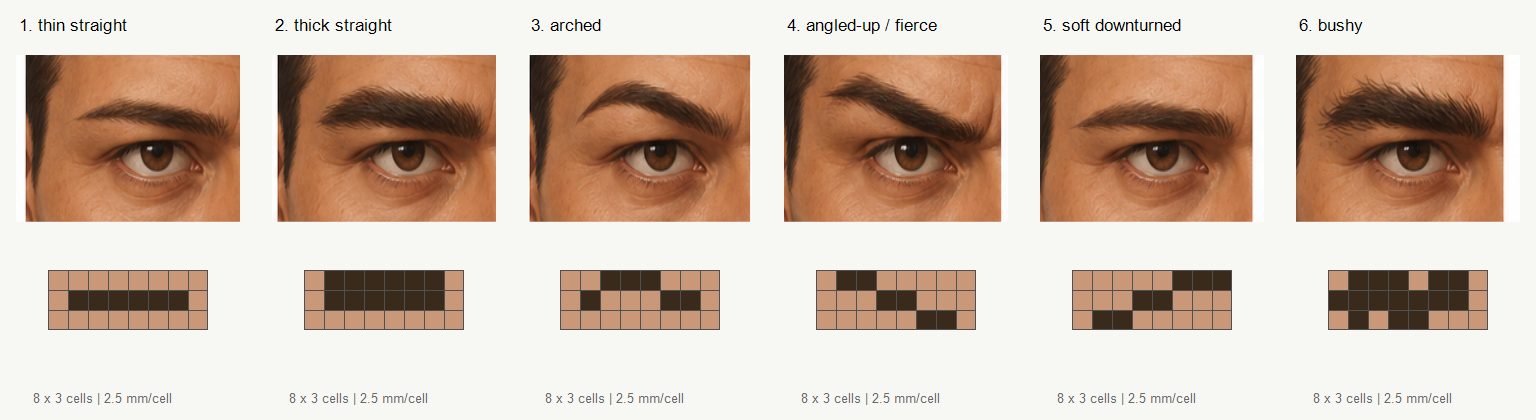 1. thin straight
2. thick straight
3. arched
4. angled-up / fierce
5. soft downturned
6. bushy
8 x 3 cells | 2.5 mm/cell
8 x 3 cells | 2.5 mm/cell
8 x 3 cells | 2.5 mm/cell
8 x 3 cells | 2.5 mm/cell
8 x 3 cells | 2.5 mm/cell
8 x 3 cells | 2.5 mm/cell